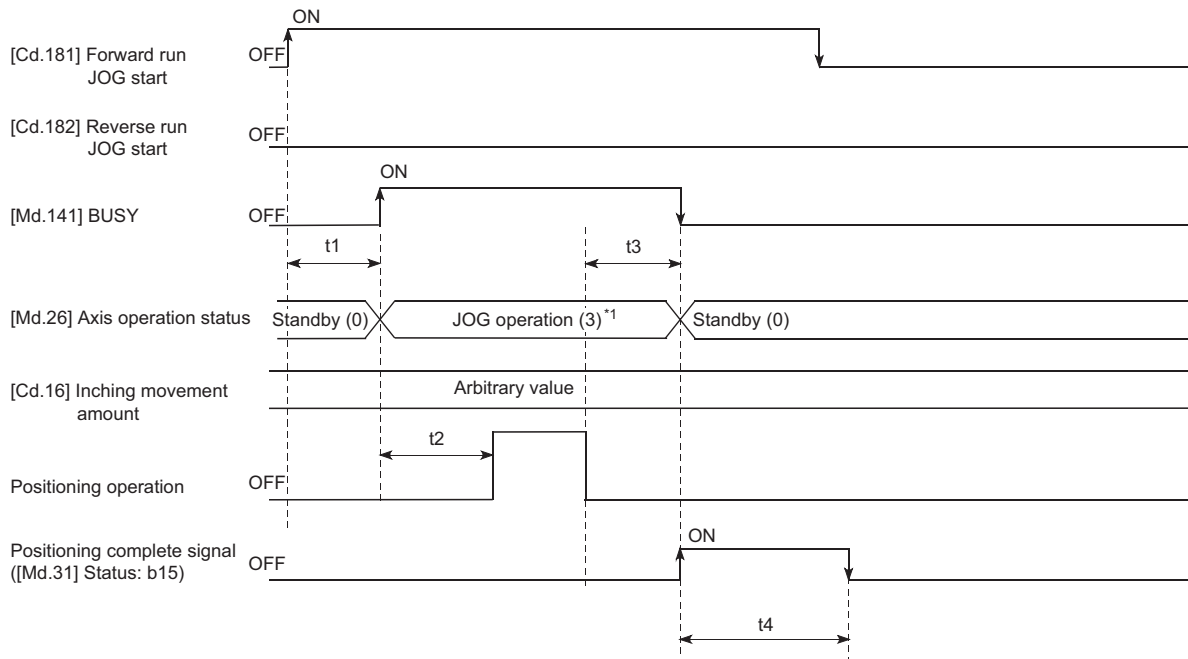 ON
[Cd.181] Forward run
JOG start
OFF
[Cd.182] Reverse run
JOG start
OFF
ON
[Md.141] BUSY
OFF
t1
t3
[Md.26] Axis operation status
Standby (0)
JOG operation (3)*1
Standby (0)
[Cd.16] Inching movement
amount
Arbitrary value
t2
Positioning operation
OFF
Positioning complete signal
([Md.31] Status: b15)
OFF
ON
t4